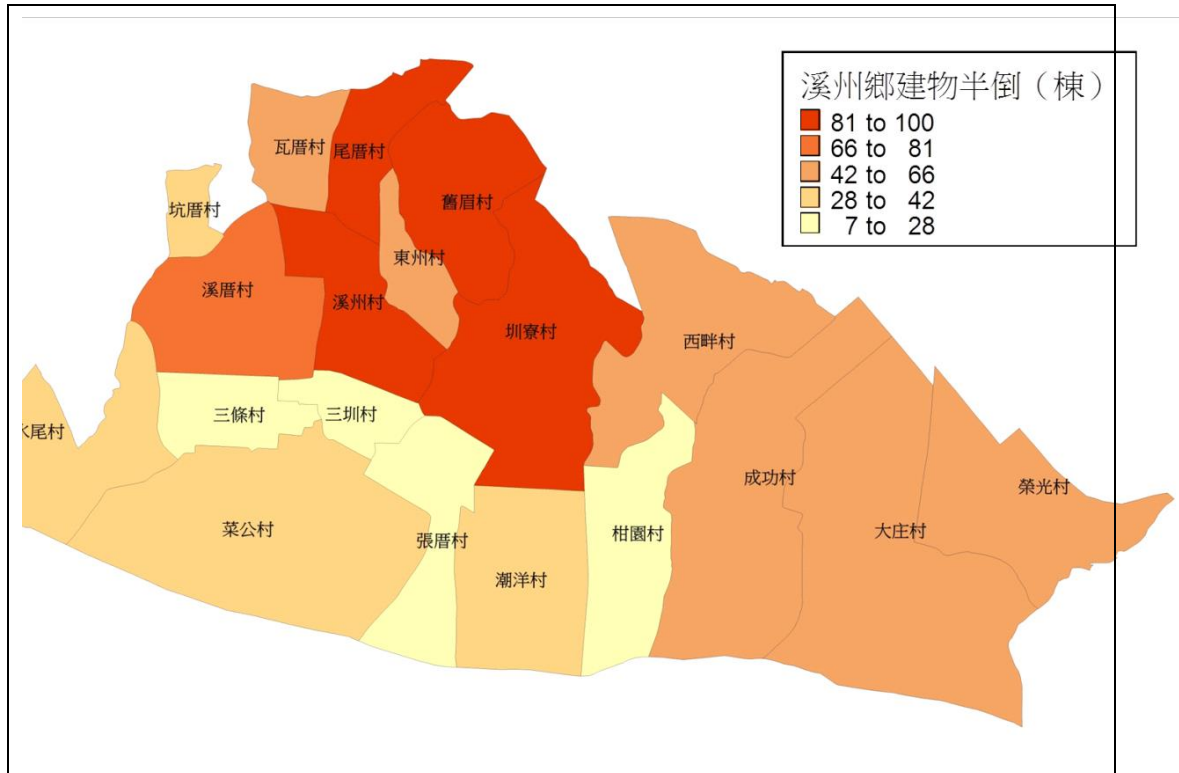 溪州鄉建物半倒（棟）
81 to 100
66 to 81
42 to 66
28 to 42
7 to 28
瓦厝村
尾厝村
坑厝村
舊眉村
東州村
溪厝村
溪州村
圳寮村
西畔村
三條村
三圳村
水尾村
成功村
榮光村
菜公村
張厝村
柑園村
大庄村
潮洋村